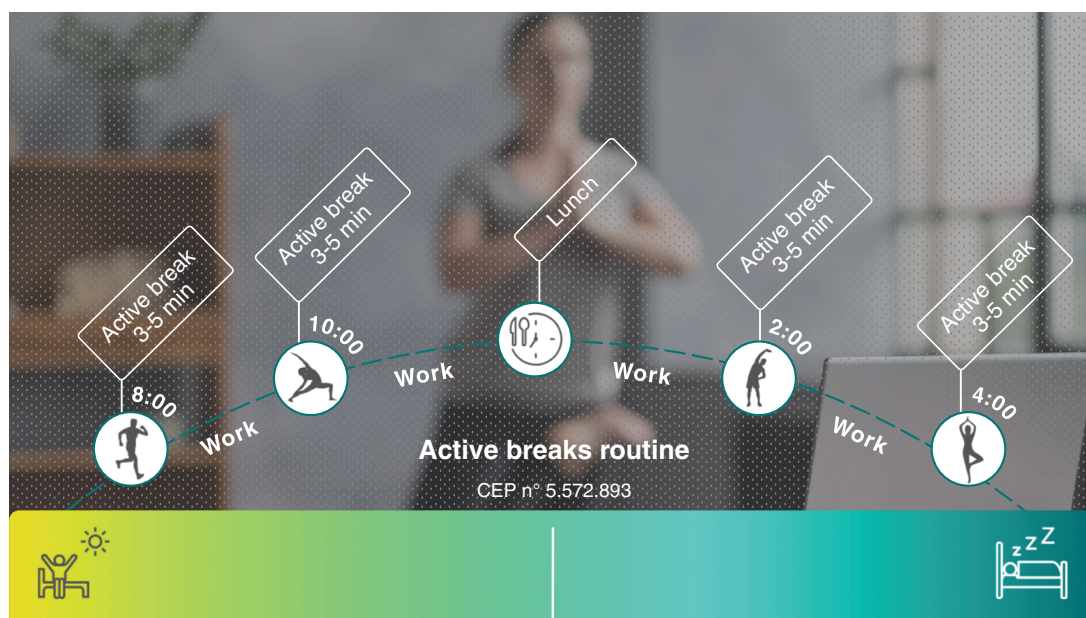 Active break
3-5 min
8:00
Work
Active break
3-5 min
10:00
Work
Lunch
Work
Active break
3-5 min
2:00
Work
Active break
3-5 min
4:00
Active breaks routine
CEP n° 5.572.893
z z Z